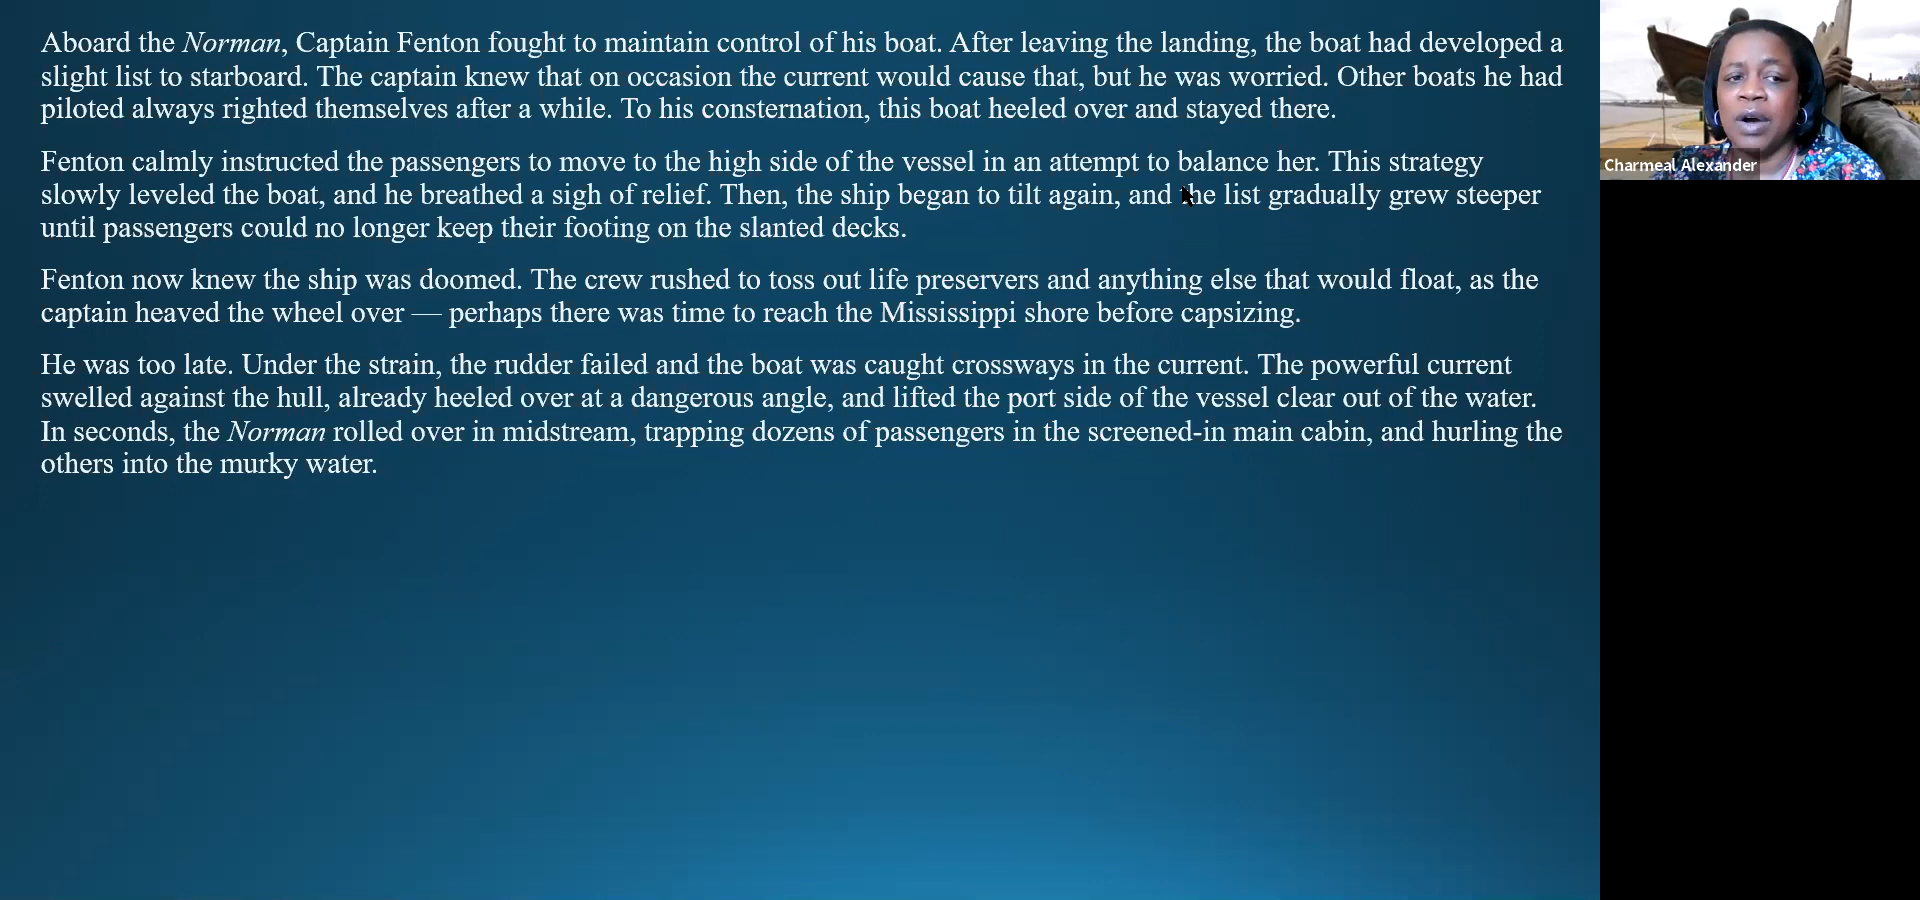 Aboard the Norman, Captain Fenton fought to maintain control of his boat. After leaving the landing, the boat had developed a
slight list to starboard. The captain knew that on occasion the current would cause that, but he was worried. Other boats he had
piloted always righted themselves after a while. To his consternation, this boat heeled over and stayed there.
Fenton calmly instructed the passengers to move to the high side of the vessel in an attempt to balance her. This strategy
slowly leveled the boat, and he breathed a sigh of relief. Then, the ship began to tilt again, and the list gradually grew steeper
until passengers could no longer keep their footing on the slanted decks.
Fenton now knew the ship was doomed. The crew rushed to toss out life preservers and anything else that would float, as the
captain heaved the wheel over — perhaps there was time to reach the Mississippi shore before capsizing.
He was too late. Under the strain, the rudder failed and the boat was caught crossways in the current. The powerful current
swelled against the hull, already heeled over at a dangerous angle, and lifted the port side of the vessel clear out of the water.
In seconds, the Norman rolled over in midstream, trapping dozens of passengers in the screened-in main cabin, and hurling the
others into the murky water.
Charmeal Alexander